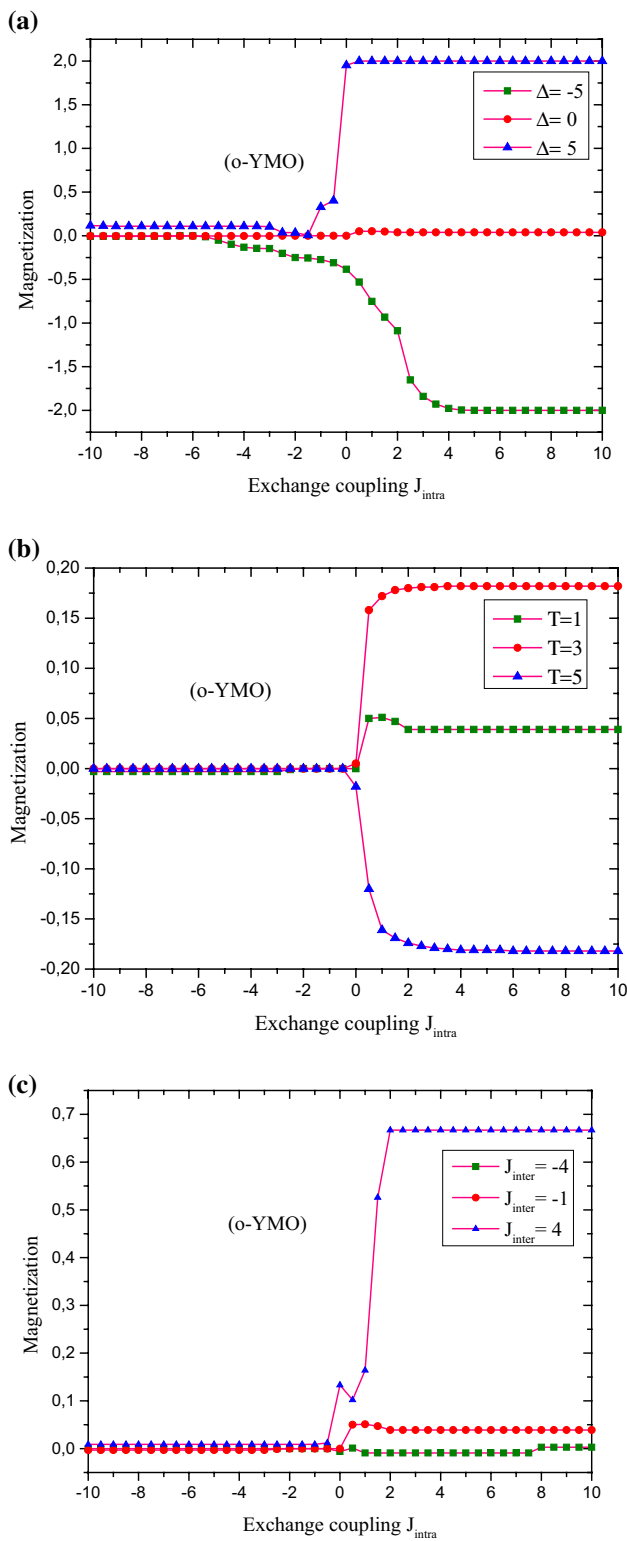 (a)
2,0
1,5
1,0
0,5
0,0
-0,5
-1,0
-1,5
-2,0
Magnetization
(o-YMO)
Δ= -5
Δ= 0
Δ= 5
-10 -8 -6 -4 -2 0 2 4 6 8 10
Exchange coupling J_intra
(b)
0,20
0,15
0,10
0,05
0,00
-0,05
-0,10
-0,15
-0,20
Magnetization
(o-YMO)
T=1
T=3
T=5
-10 -8 -6 -4 -2 0 2 4 6 8 10
Exchange coupling J_intra
(c)
0,7
0,6
0,5
0,4
0,3
0,2
0,1
0,0
Magnetization
(o-YMO)
J_inter= -4
J_inter= -1
J_inter= 4
-10 -8 -6 -4 -2 0 2 4 6 8 10
Exchange coupling J_intra